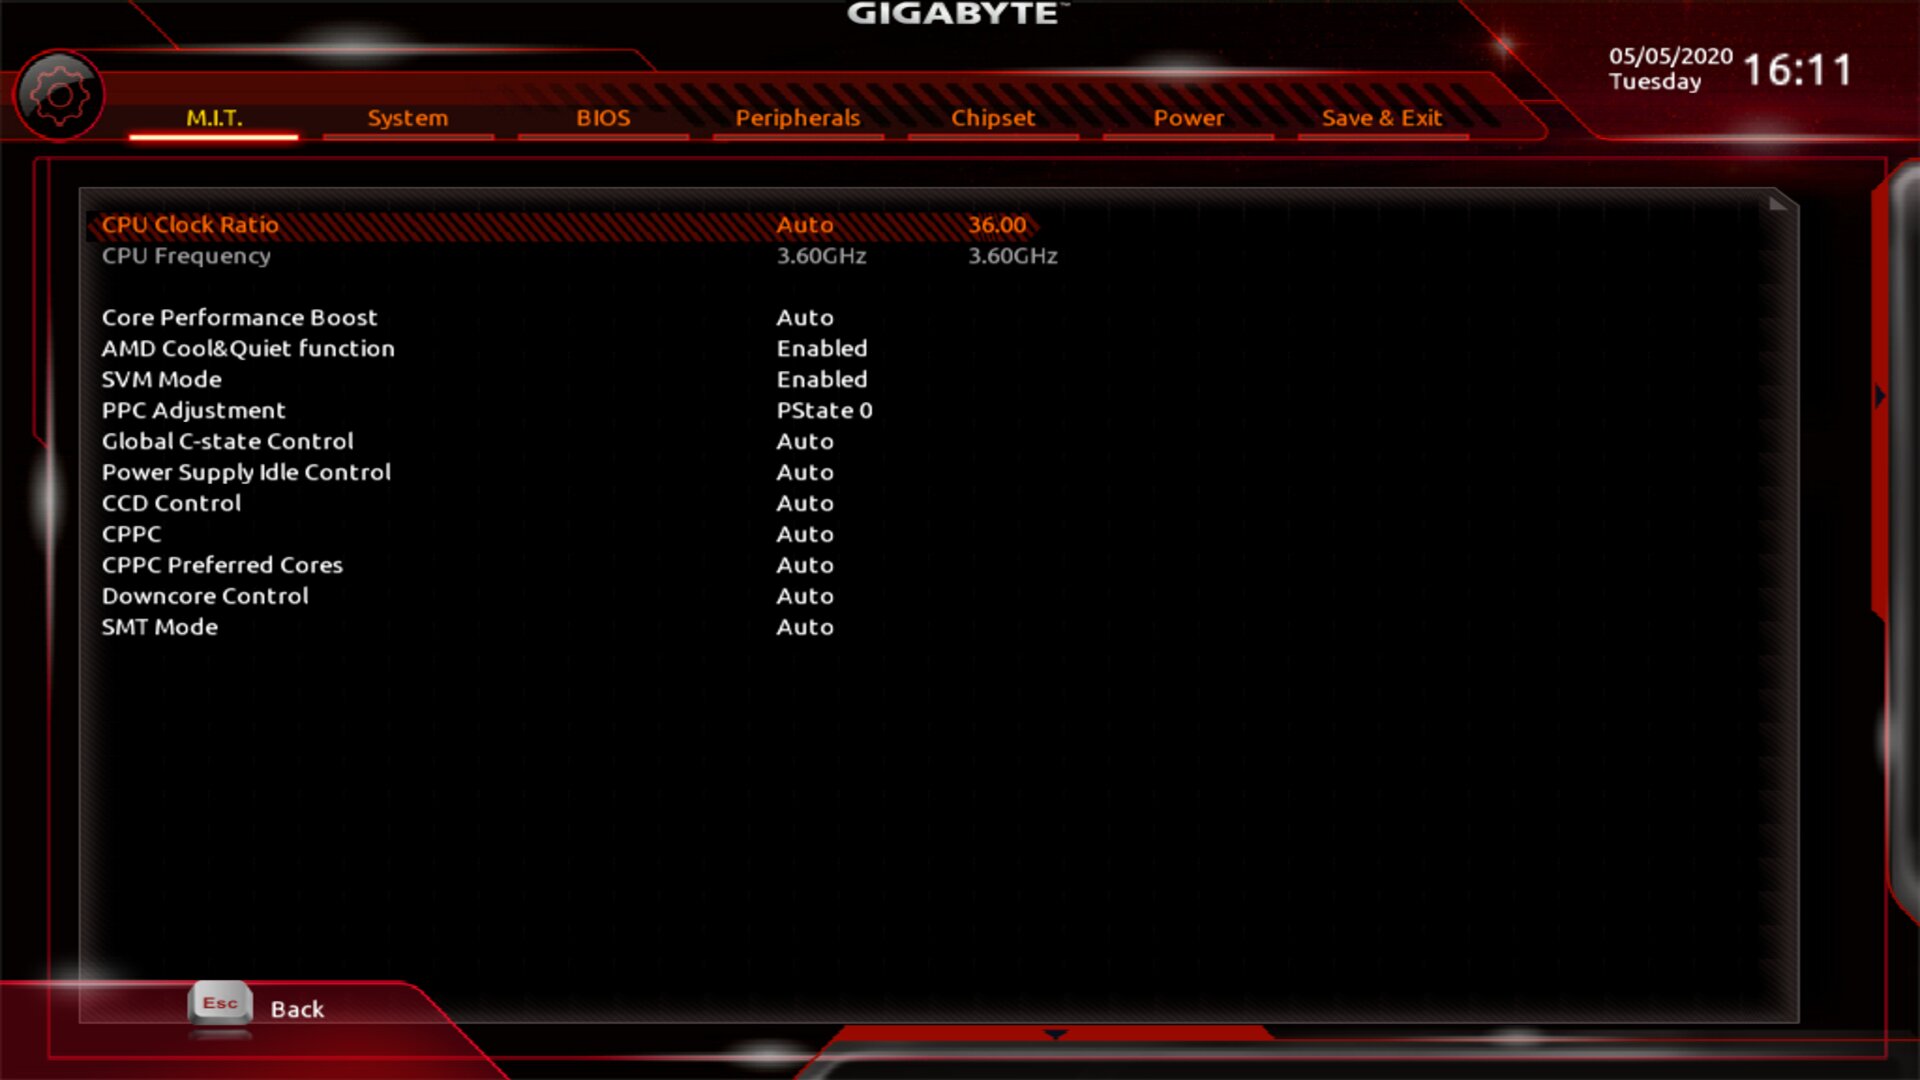 GIGABYTE™
05/05/2020
Tuesday
16:11
M.I.T. System BIOS Peripherals Chipset Power Save & Exit
CPU Clock Ratio Auto 36.00
CPU Frequency 3.60GHz 3.60GHz
Core Performance Boost Auto
AMD Cool&Quiet function Enabled
SVM Mode Enabled
PPC Adjustment PState 0
Global C-state Control Auto
Power Supply Idle Control Auto
CCD Control Auto
CPPC Auto
CPPC Preferred Cores Auto
Downcore Control Auto
SMT Mode Auto
Esc Back